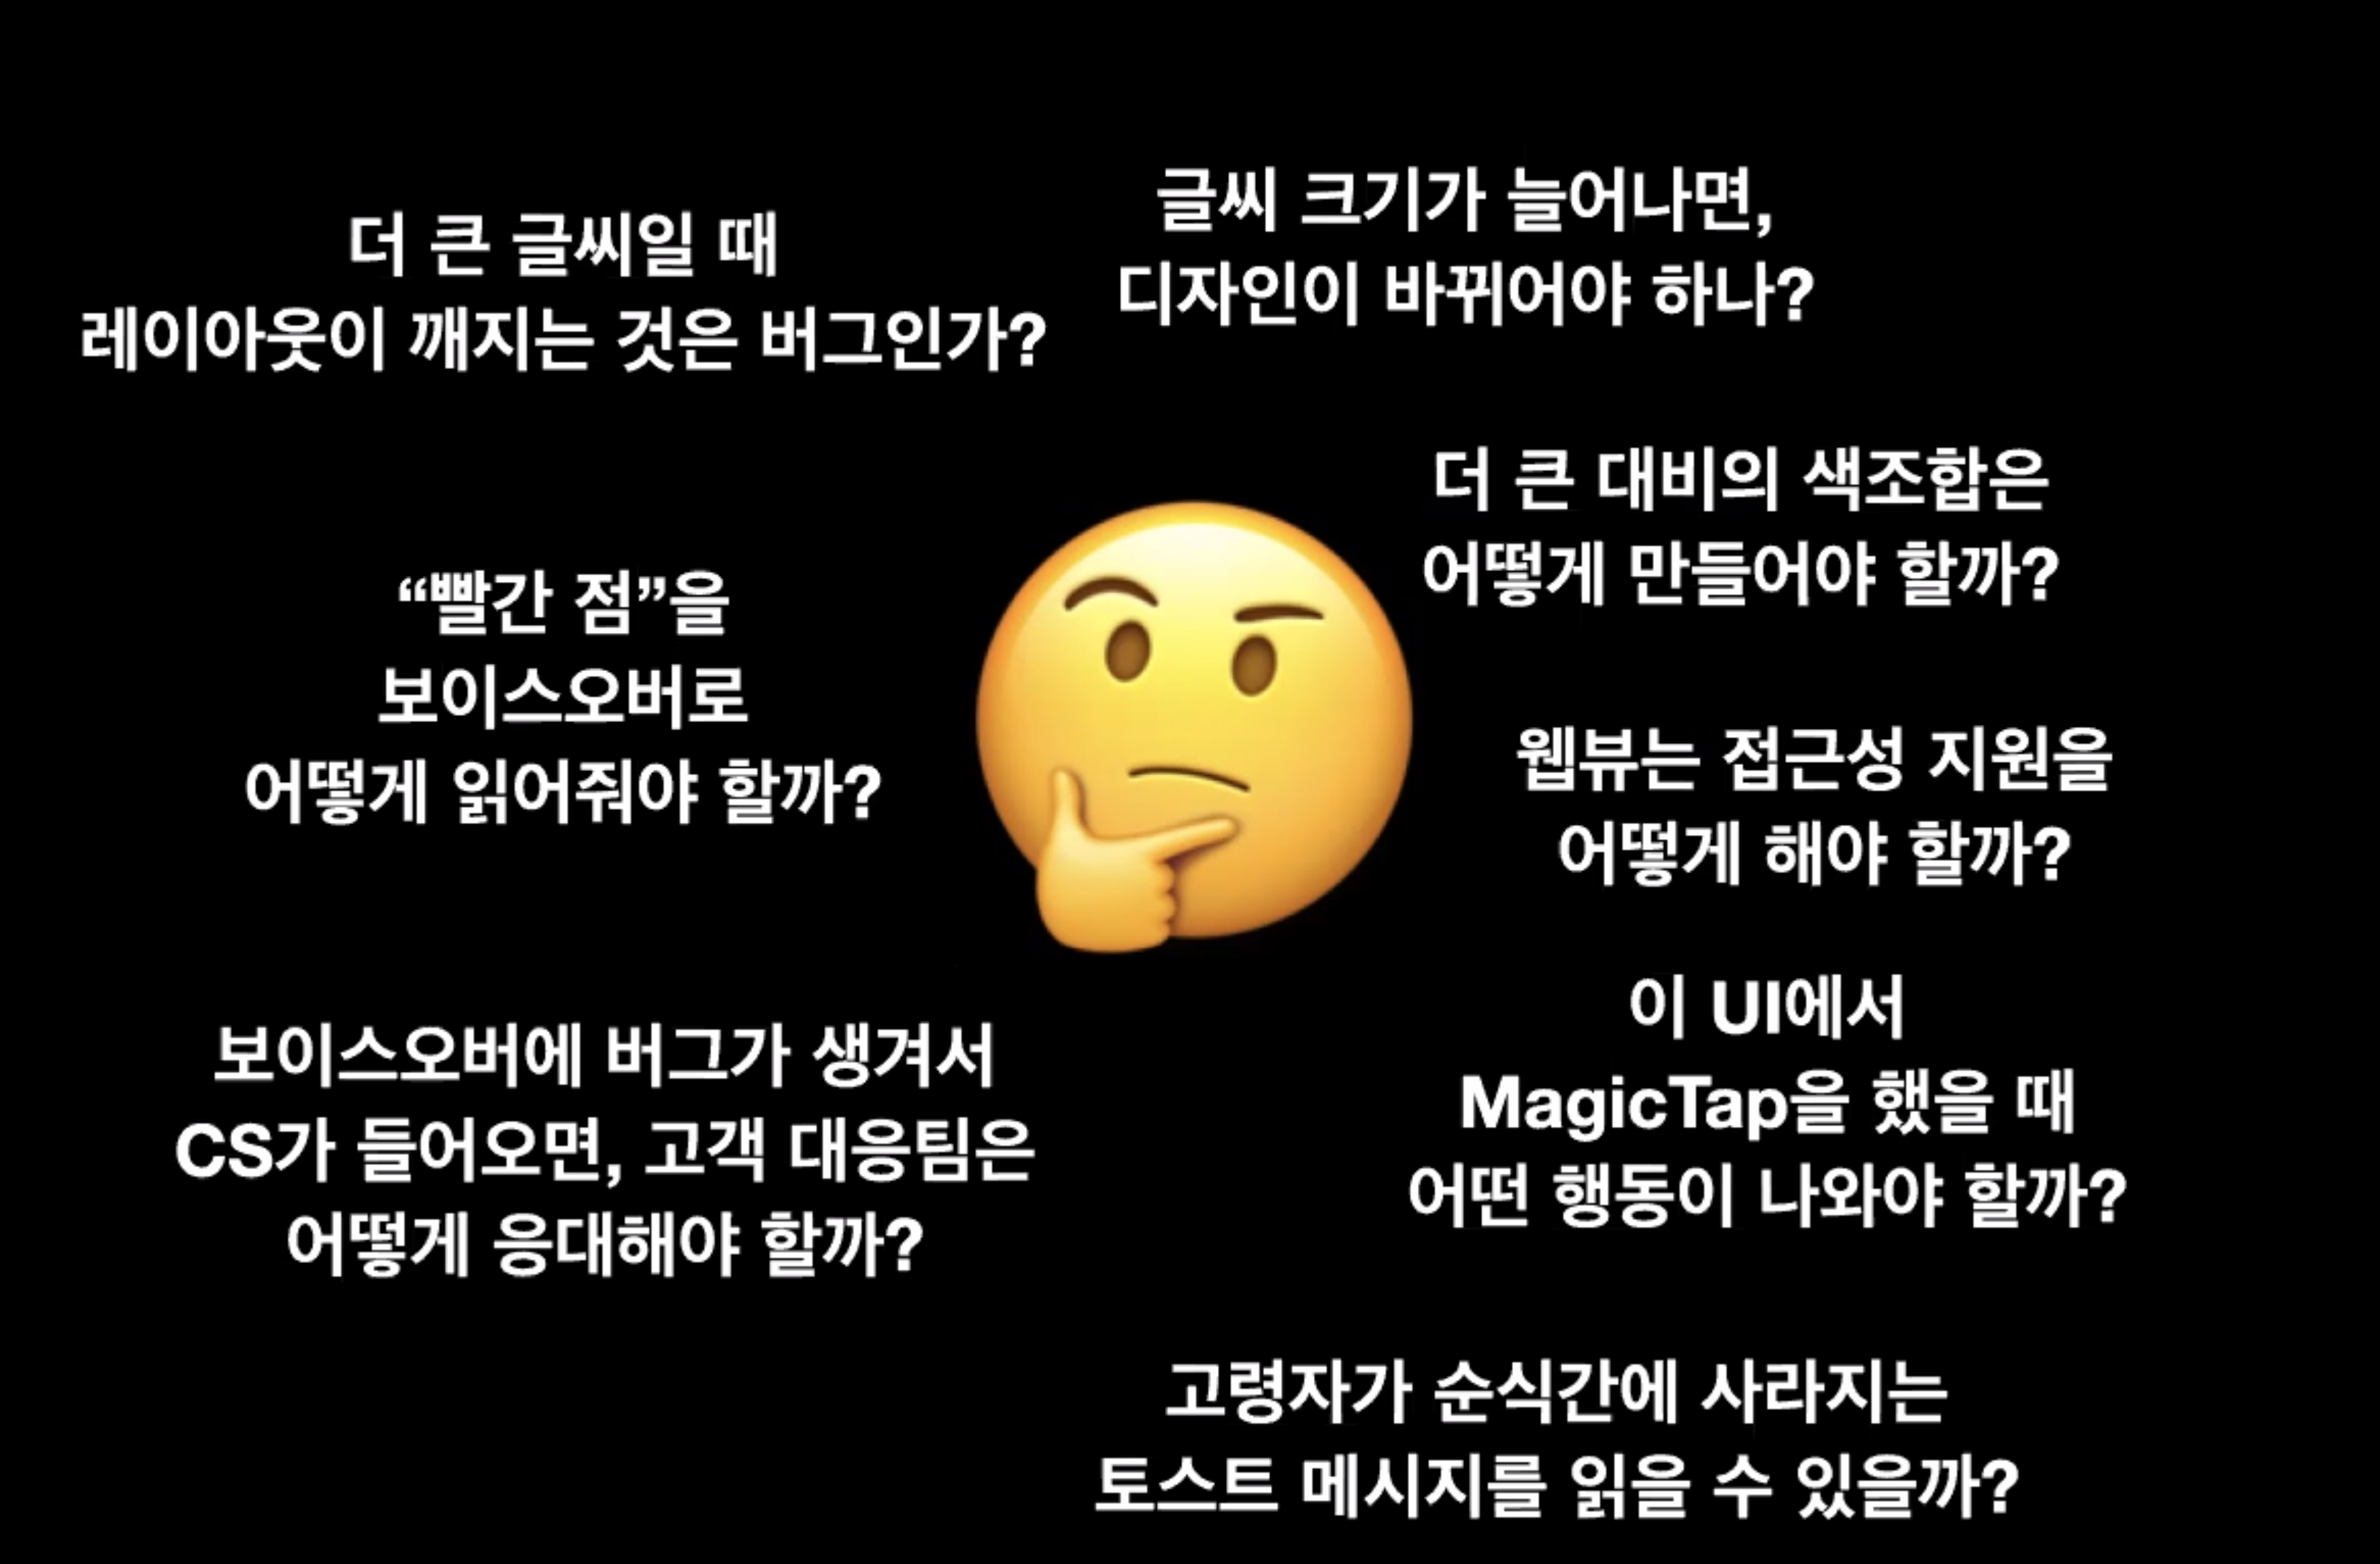 더 큰 글씨일 때
레이아웃이 깨지는 것은 버그인가?
글씨 크기가 늘어나면,
디자인이 바뀌어야 하나?
더 큰 대비의 색조합은
어떻게 만들어야 할까?
“빨간 점”을
보이스오버로
어떻게 읽어줘야 할까?
웹뷰는 접근성 지원을
어떻게 해야 할까?
보이스오버에 버그가 생겨서
CS가 들어오면, 고객 대응팀은
어떻게 응대해야 할까?
이 UI에서
MagicTap을 했을 때
어떤 행동이 나와야 할까?
고령자가 순식간에 사라지는
토스트 메시지를 읽을 수 있을까?